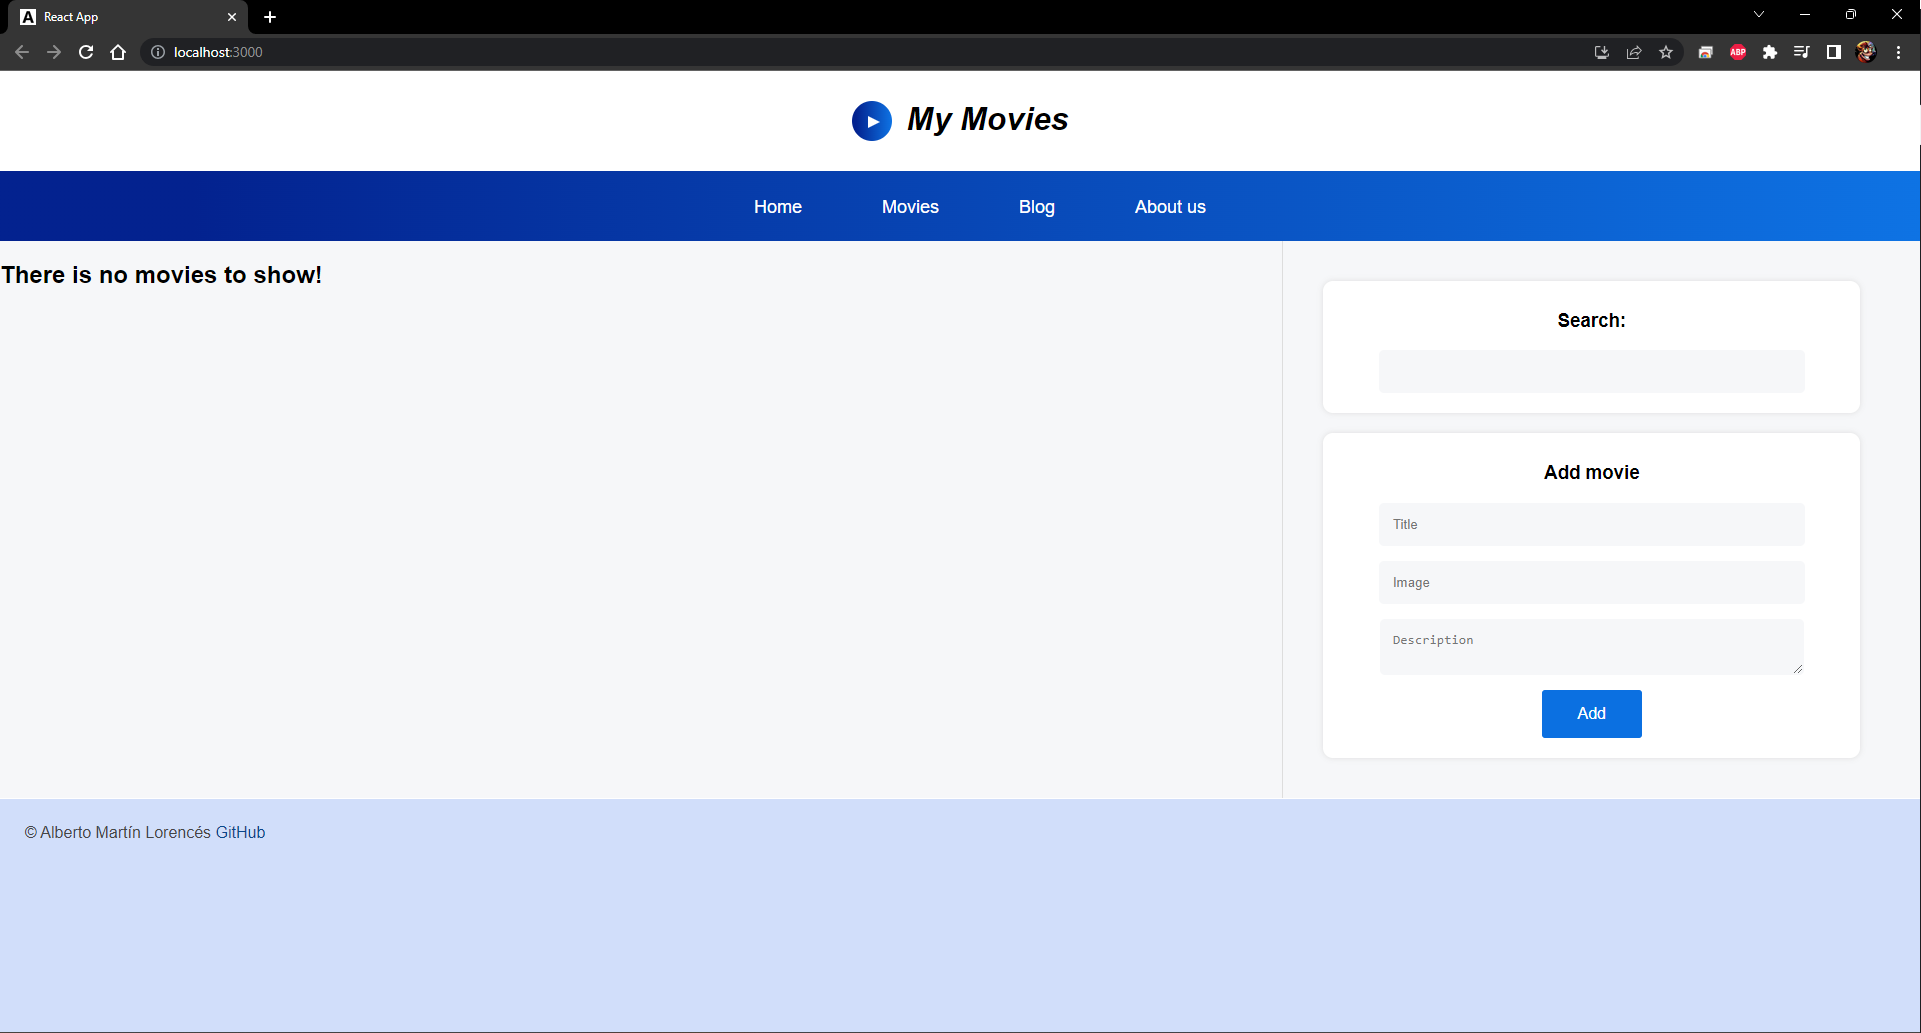 React App
localhost:3000
ABP
My Movies
Home Movies Blog About us
There is no movies to show!
Search:
Add movie
Title
Image
Description
Add
© Alberto Martín Lorencés GitHub